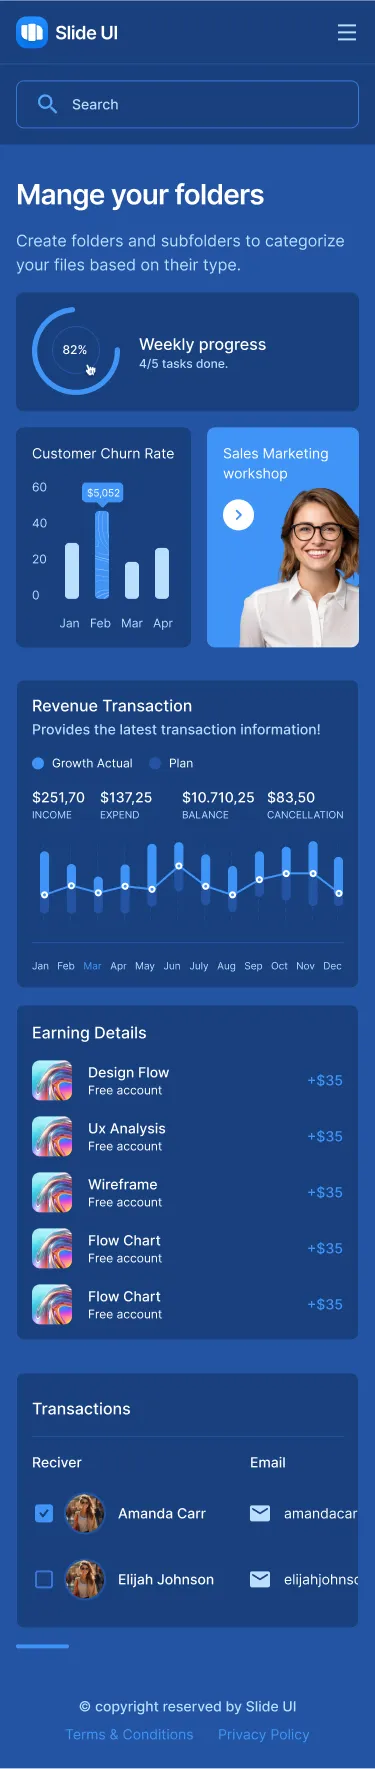 Slide UI
Search
Mange your folders
Create folders and subfolders to categorize
your files based on their type.
82%
Weekly progress
4/5 tasks done.
Customer Churn Rate
60
$5,052
40
20
0
Jan Feb Mar Apr
Sales Marketing
workshop
Revenue Transaction
Provides the latest transaction information!
Growth Actual Plan
$251,70 $137,25 $10.710,25 $83,50
INCOME EXPEND BALANCE CANCELLATION
Jan Feb Mar Apr May Jun July Aug Sep Oct Nov Dec
Earning Details
Design Flow
Free account
+$35
Ux Analysis
Free account
+$35
Wireframe
Free account
+$35
Flow Chart
Free account
+$35
Flow Chart
Free account
+$35
Transactions
Reciver Email
Amanda Carr amandacar
Elijah Johnson elijahjohnso
© copyright reserved by Slide UI
Terms & Conditions Privacy Policy